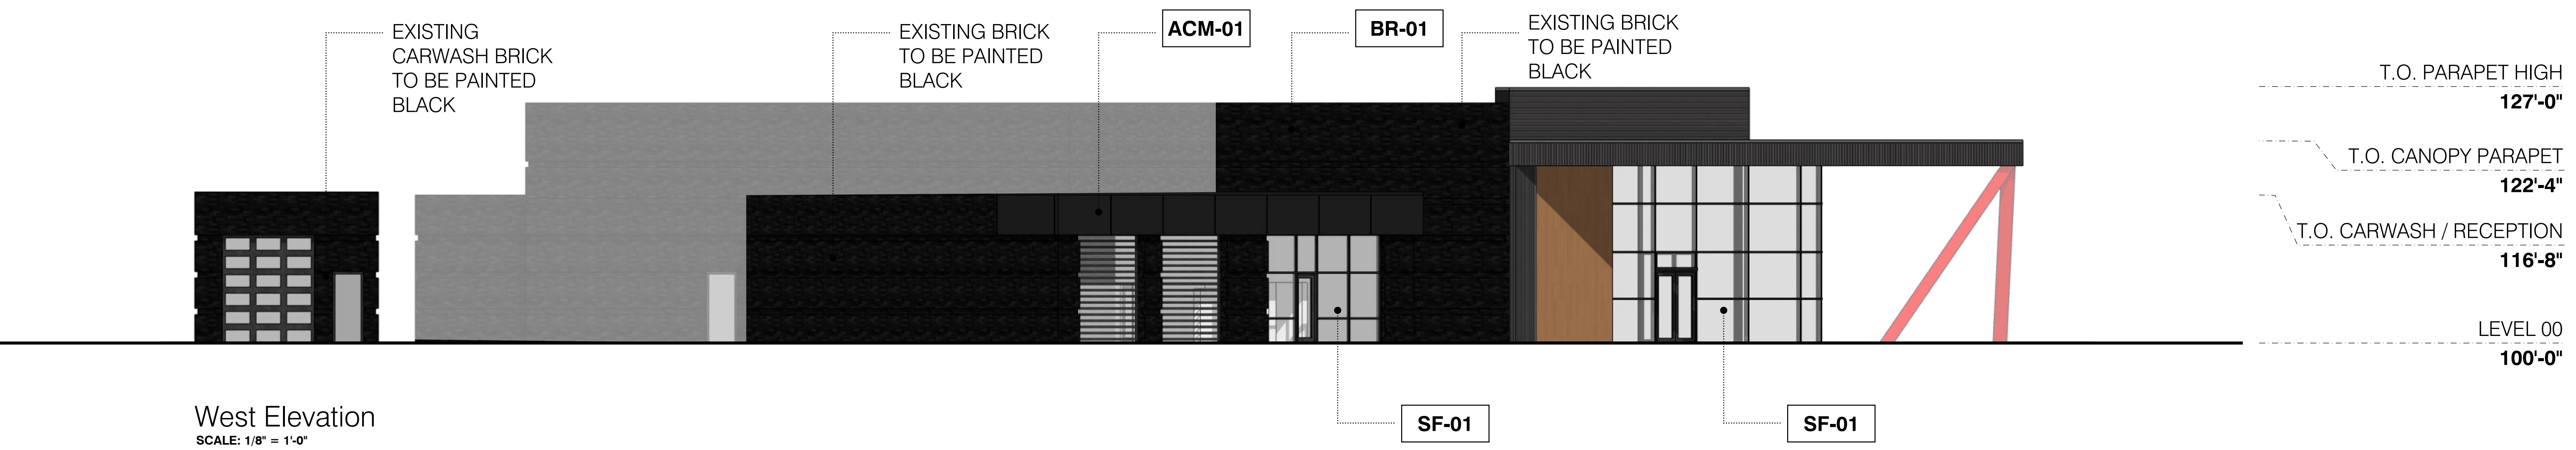 EXISTING
CARWASH BRICK
TO BE PAINTED
BLACK
EXISTING BRICK
TO BE PAINTED
BLACK
ACM-01
BR-01
EXISTING BRICK
TO BE PAINTED
BLACK
T.O. PARAPET HIGH
127'-0"
T.O. CANOPY PARAPET
122'-4"
T.O. CARWASH / RECEPTION
116'-8"
LEVEL 00
100'-0"
SF-01
SF-01
West Elevation
SCALE: 1/8" = 1'-0"